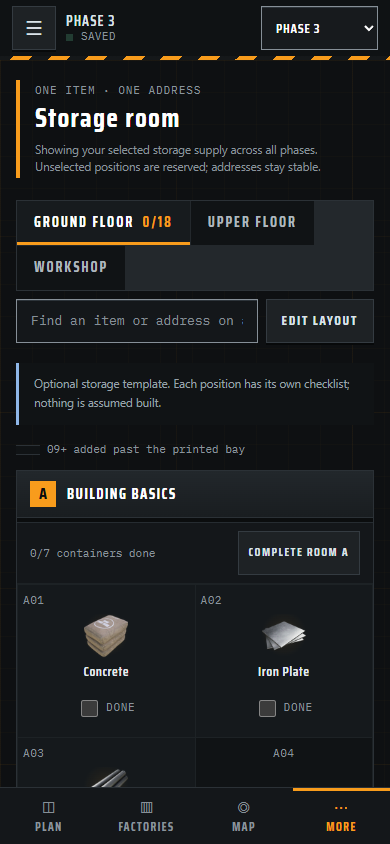 PHASE 3
SAVED
PHASE 3
ONE ITEM · ONE ADDRESS
Storage room
Showing your selected storage supply across all phases.
Unselected positions are reserved; addresses stay stable.
GROUND FLOOR 0/18
UPPER FLOOR
WORKSHOP
Find an item or address on
EDIT LAYOUT
Optional storage template. Each position has its own checklist;
nothing is assumed built.
09+ added past the printed bay
A BUILDING BASICS
0/7 containers done
COMPLETE ROOM A
A01
Concrete
DONE
A02
Iron Plate
DONE
A03
A04
PLAN
FACTORIES
MAP
MORE